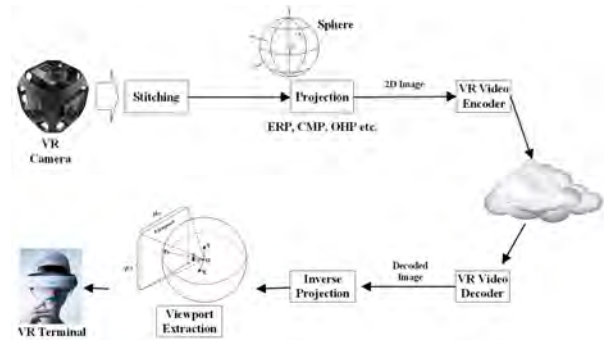 Sphere
VR
Camera
Stitching
Projection
2D Image
VR Video
Encoder
ERP, CMP, OHP etc.
VR Terminal
Viewport
Viewport
Extraction
Inverse
Projection
Decoded
Image
VR Video
Decoder